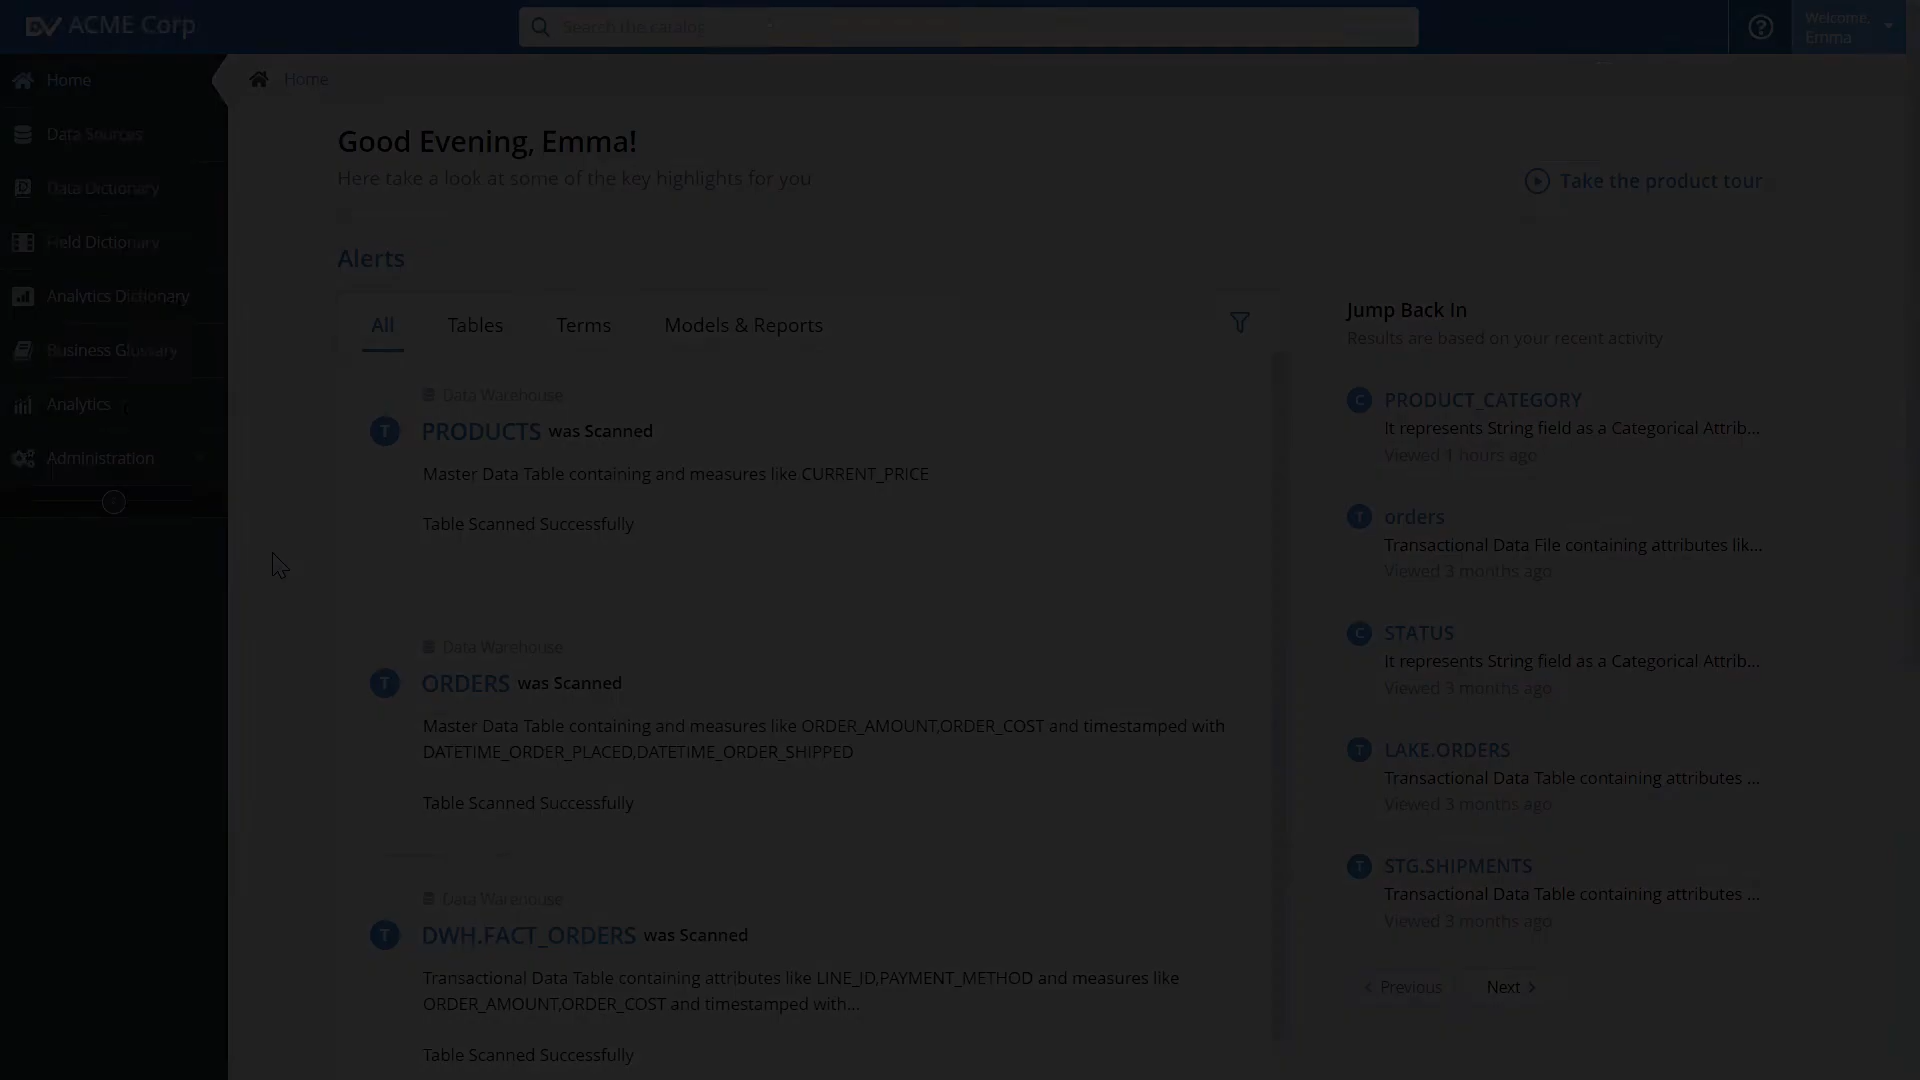 ACME Corp
Search the catalog
Welcome,
Emma
Home
Data Sources
Data Dictionary
Field Dictionary
Analytics Dictionary
Business Glossary
Analytics
Administration
Home
Good Evening, Emma!
Here take a look at some of the key highlights for you
Take the product tour
Alerts
All
Tables
Terms
Models & Reports
Data Warehouse
T
PRODUCTS was Scanned
Master Data Table containing and measures like CURRENT_PRICE
Table Scanned Successfully
Data Warehouse
T
ORDERS was Scanned
Master Data Table containing and measures like ORDER_AMOUNT,ORDER_COST and timestamped with
DATETIME_ORDER_PLACED,DATETIME_ORDER_SHIPPED
Table Scanned Successfully
Data Warehouse
T
DWH.FACT_ORDERS was Scanned
Transactional Data Table containing attributes like LINE_ID,PAYMENT_METHOD and measures like
ORDER_AMOUNT,ORDER_COST and timestamped with...
Table Scanned Successfully
Jump Back In
Results are based on your recent activity
C
PRODUCT_CATEGORY
It represents String field as a Categorical Attrib...
Viewed 1 hours ago
T
orders
Transactional Data File containing attributes lik...
Viewed 3 months ago
C
STATUS
It represents String field as a Categorical Attrib...
Viewed 3 months ago
T
LAKE.ORDERS
Transactional Data Table containing attributes ...
Viewed 3 months ago
T
STG.SHIPMENTS
Transactional Data Table containing attributes ...
Viewed 3 months ago
Previous
Next